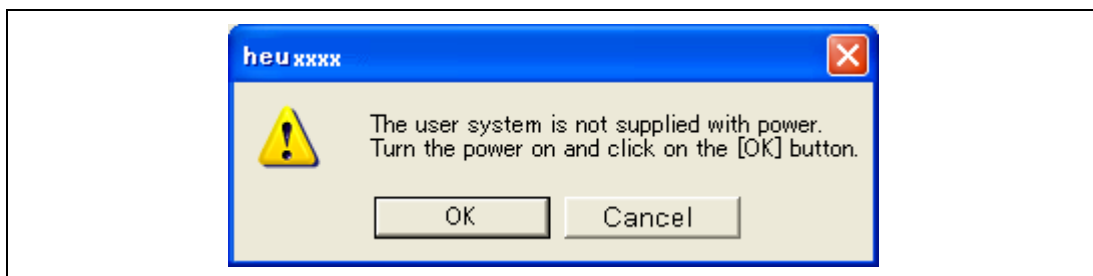 heuxxxx
The user system is not supplied with power.
Turn the power on and click on the [OK] button.
OK
Cancel